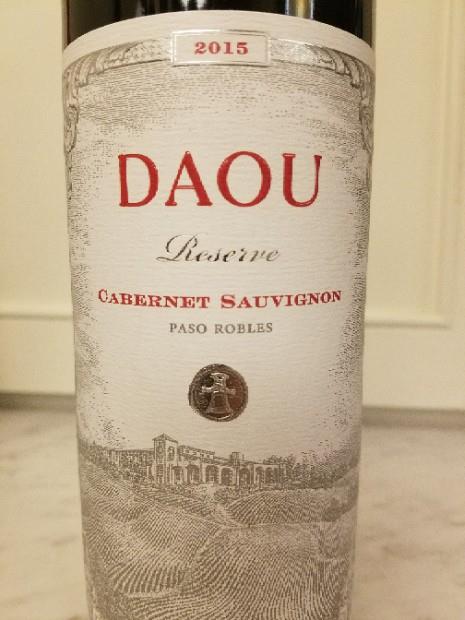 2015
DAOU
Reserve
CABERNET SAUVIGNON
PASO ROBLES